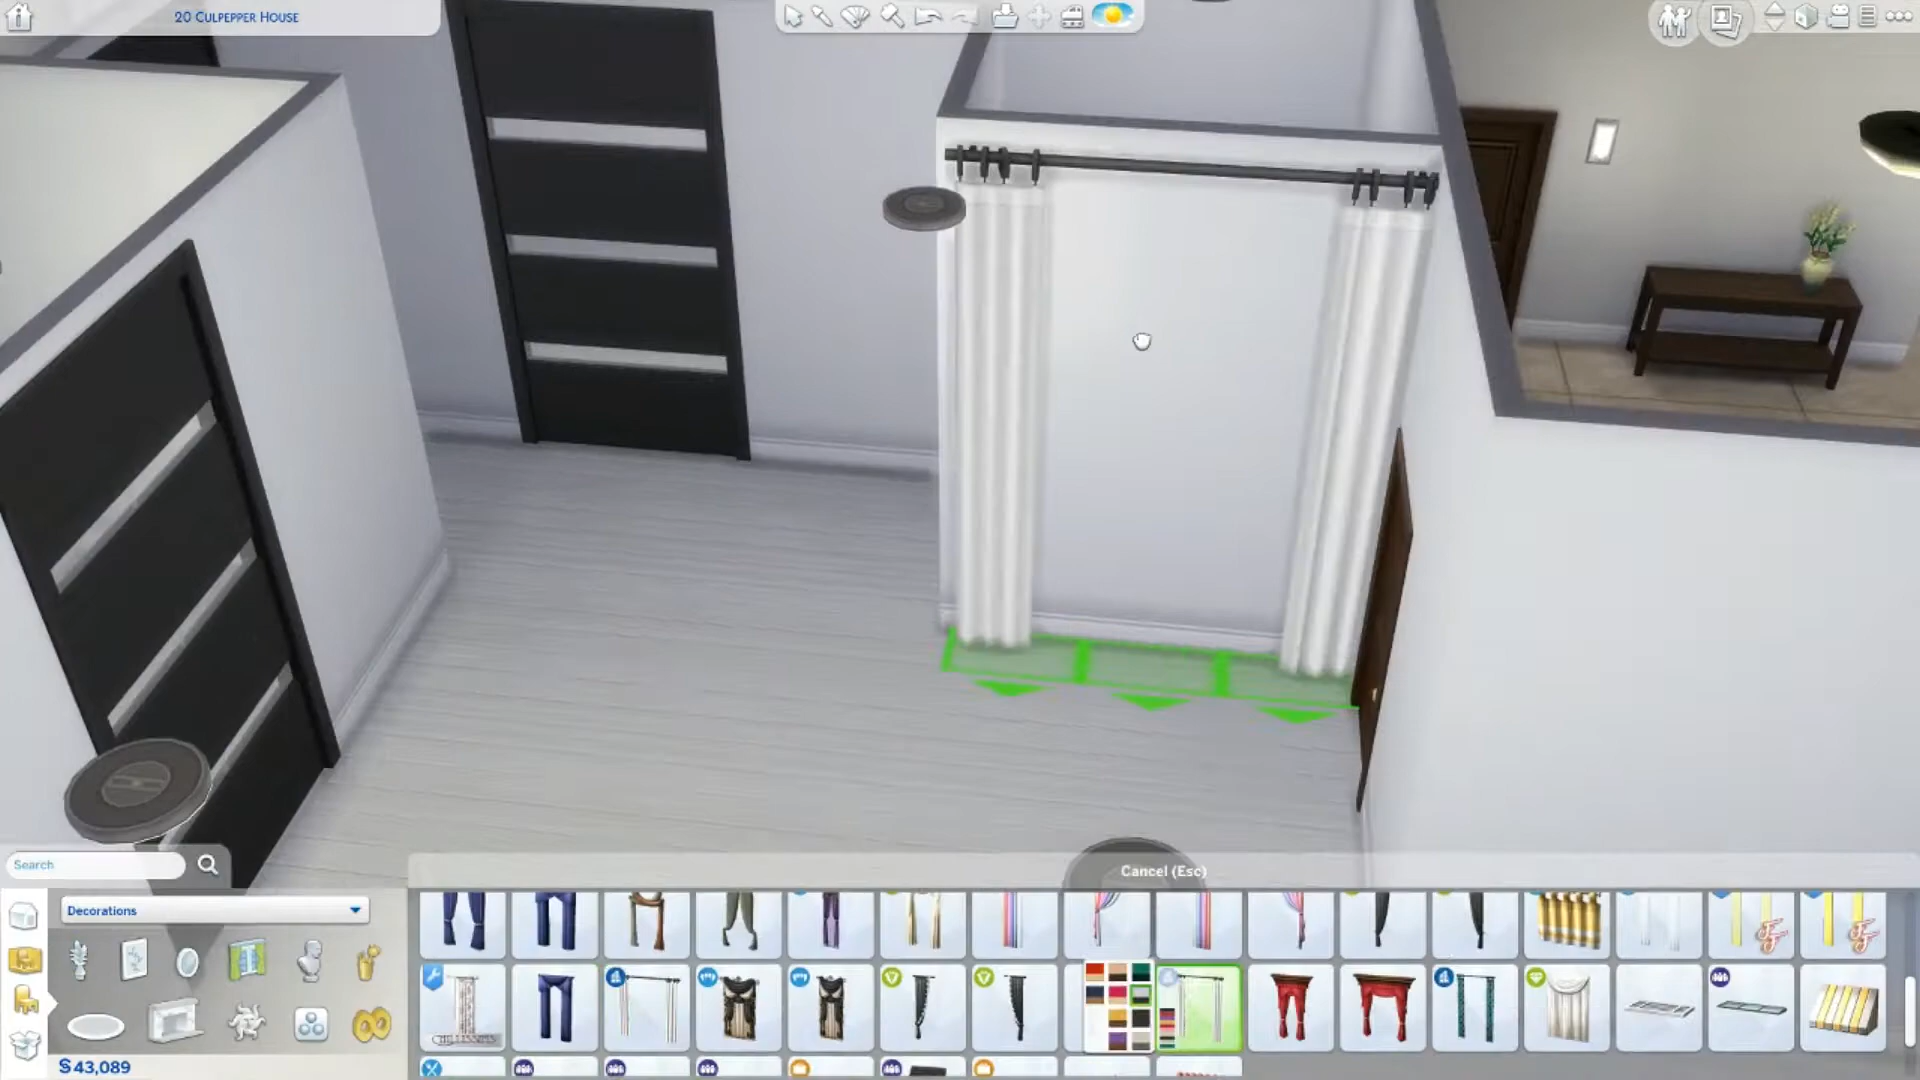 20 Culpepper House
Search
Cancel (Esc)
Decorations
§43,089